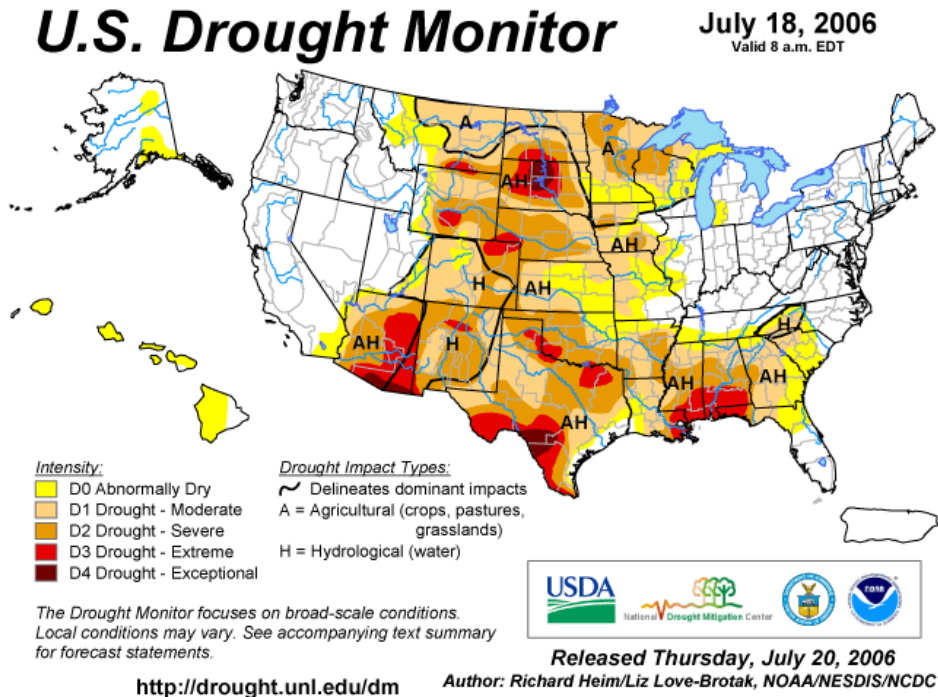 U.S. Drought Monitor
July 18, 2006
Valid 8 a.m. EDT
A
A
AH
AH
H
AH
AH
H
H
AH
AH
AH
Intensity:
D0 Abnormally Dry
D1 Drought - Moderate
D2 Drought - Severe
D3 Drought - Extreme
D4 Drought - Exceptional
Drought Impact Types:
Delineates dominant impacts
A = Agricultural (crops, pastures,
grasslands)
H = Hydrological (water)
The Drought Monitor focuses on broad-scale conditions.
Local conditions may vary. See accompanying text summary
for forecast statements.
http://drought.unl.edu/dm
USDA
National Drought Mitigation Center
NOAA
Released Thursday, July 20, 2006
Author: Richard Heim/Liz Love-Brotak, NOAA/NESDIS/NCDC